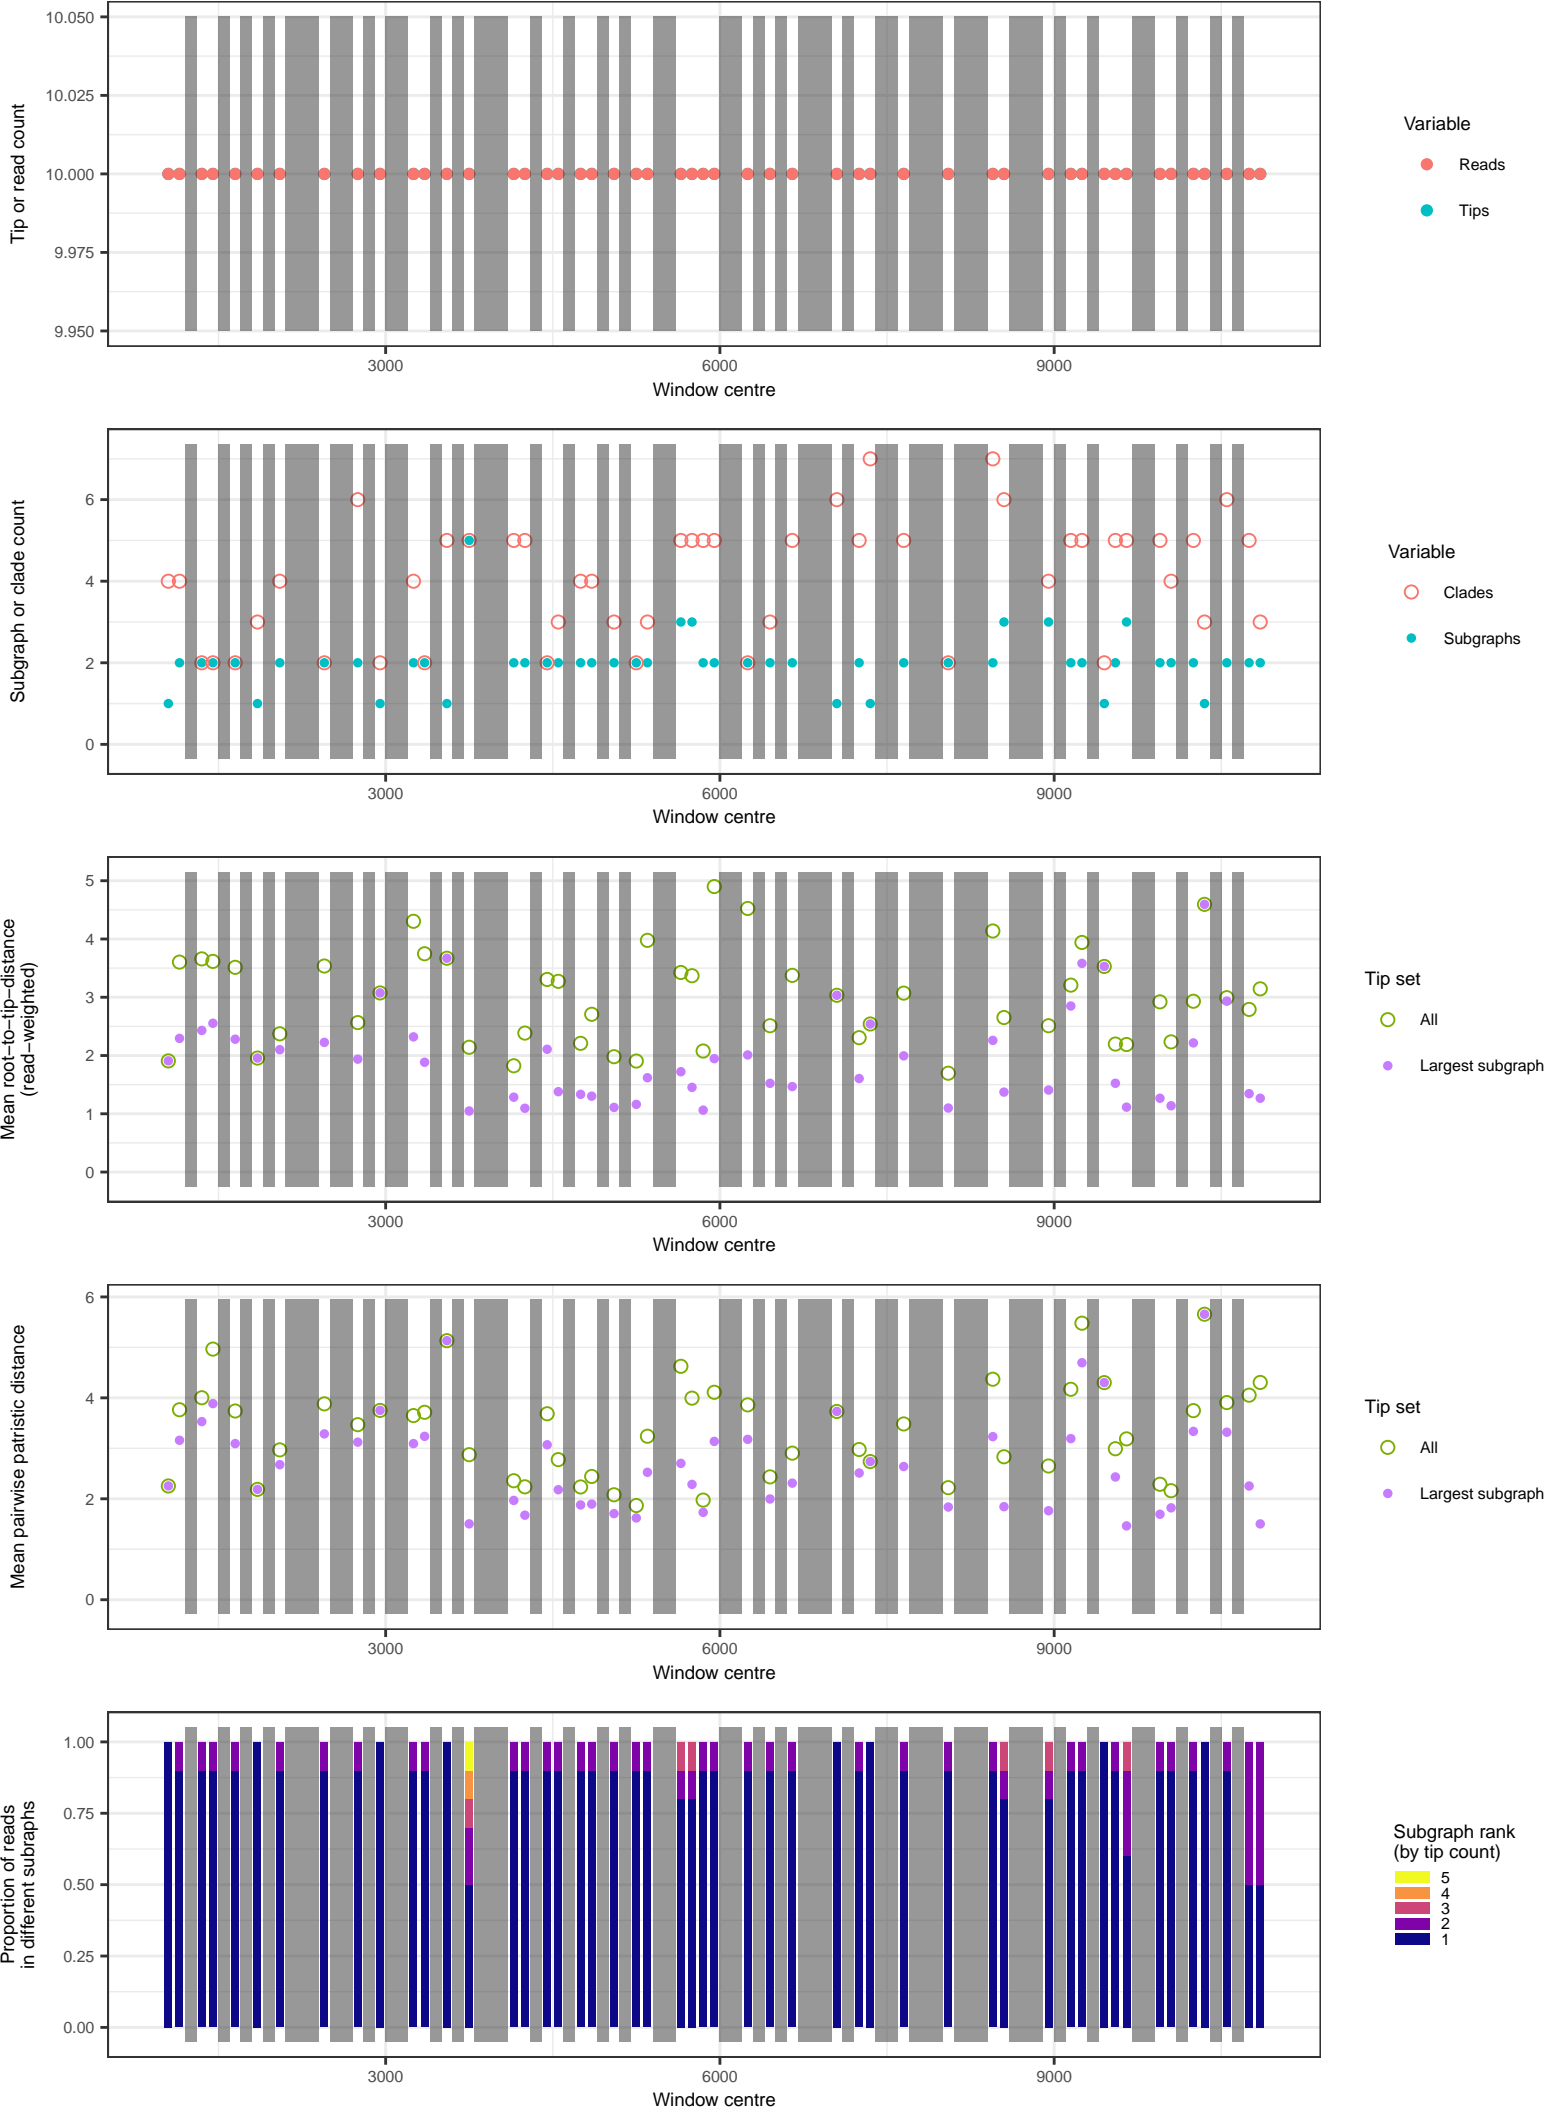 10.050
10.025
10.000
9.975
9.950
Tip or read count
3000 6000 9000
Window centre
Variable
Reads
Tips
6
4
2
0
Subgraph or clade count
3000 6000 9000
Window centre
Variable
Clades
Subgraphs
5
4
3
2
1
0
Mean root−to−tip−distance
(read−weighted)
3000 6000 9000
Window centre
Tip set
All
Largest subgraph
6
4
2
0
Mean pairwise patristic distance
3000 6000 9000
Window centre
Tip set
All
Largest subgraph
1.00
0.75
0.50
0.25
0.00
Proportion of reads
in different subraphs
3000 6000 9000
Window centre
Subgraph rank
(by tip count)
5
4
3
2
1